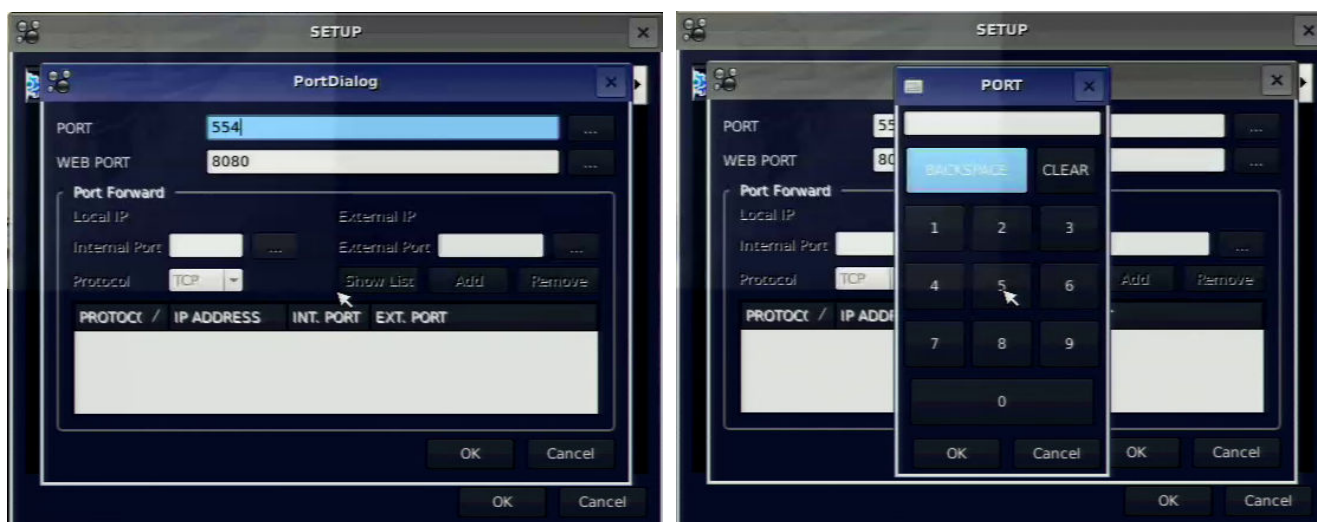 SETUP
PortDialog
PORT 554 ...
WEB PORT 8080 ...
Port Forward
Local IP External IP
Internal Port ... External Port ...
Protocol TCP Show List Add Remove
PROTOC( / IP ADDRESS INT. PORT EXT. PORT
OK Cancel
OK Cancel
SETUP
PORT
PORT 55 ...
WEB PORT 80 ...
BACKSPACE CLEAR
Port Forward
Local IP
1 2 3
Internal Port ...
Protocol TCP Add Remove
4 5 6
PROTOC( / IP ADDR
7 8 9
0
OK Cancel OK Cancel
OK Cancel